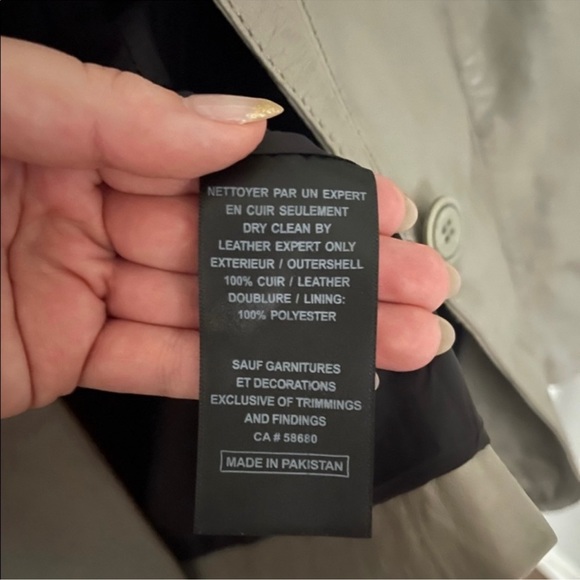 NETTOYER PAR UN EXPERT
EN CUIR SEULEMENT
DRY CLEAN BY
LEATHER EXPERT ONLY
EXTERIEUR / OUTERSHELL
100% CUIR / LEATHER
DOUBLURE / LINING:
100% POLYESTER
SAUF GARNITURES
ET DECORATIONS
EXCLUSIVE OF TRIMMINGS
AND FINDINGS
CA # 58680
MADE IN PAKISTAN